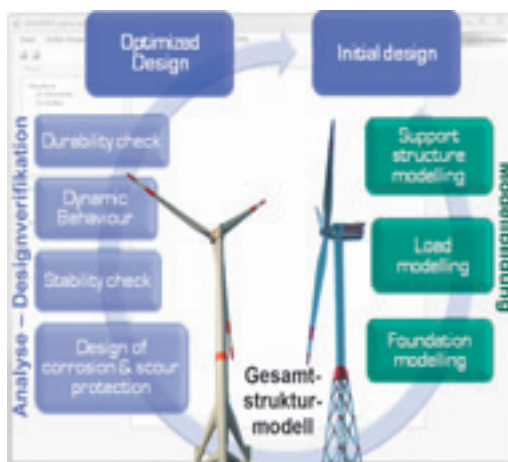 Optimized
Design
Initial design
Durability check
Dynamic
Behaviour
Stability check
Design of
corrosion & scour
protection
Analyse – Designverifikation
Support
structure
modelling
Load
modelling
Foundation
modelling
Modellbildung
Gesamt-
struktur-
modell